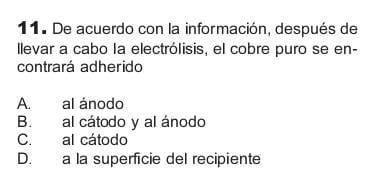 11. De acuerdo con la información, después de
llevar a cabo la electrólisis, el cobre puro se en-
contrará adherido
A. al ánodo
B. al cátodo y al ánodo
C. al cátodo
D. a la superficie del recipiente